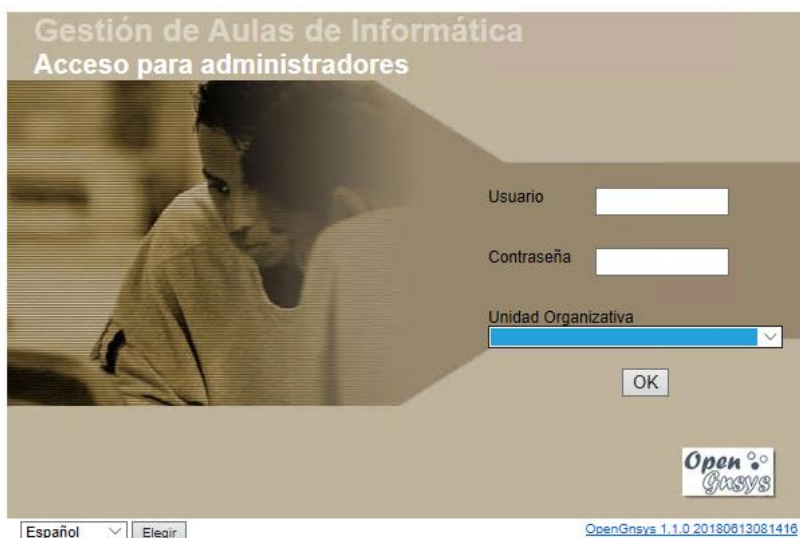 Gestión de Aulas de Informática
Acceso para administradores
Usuario
Contraseña
Unidad Organizativa
OK
Open
Gnsys
Español Elegir
OpenGnsys 1.1.0 20180613081416